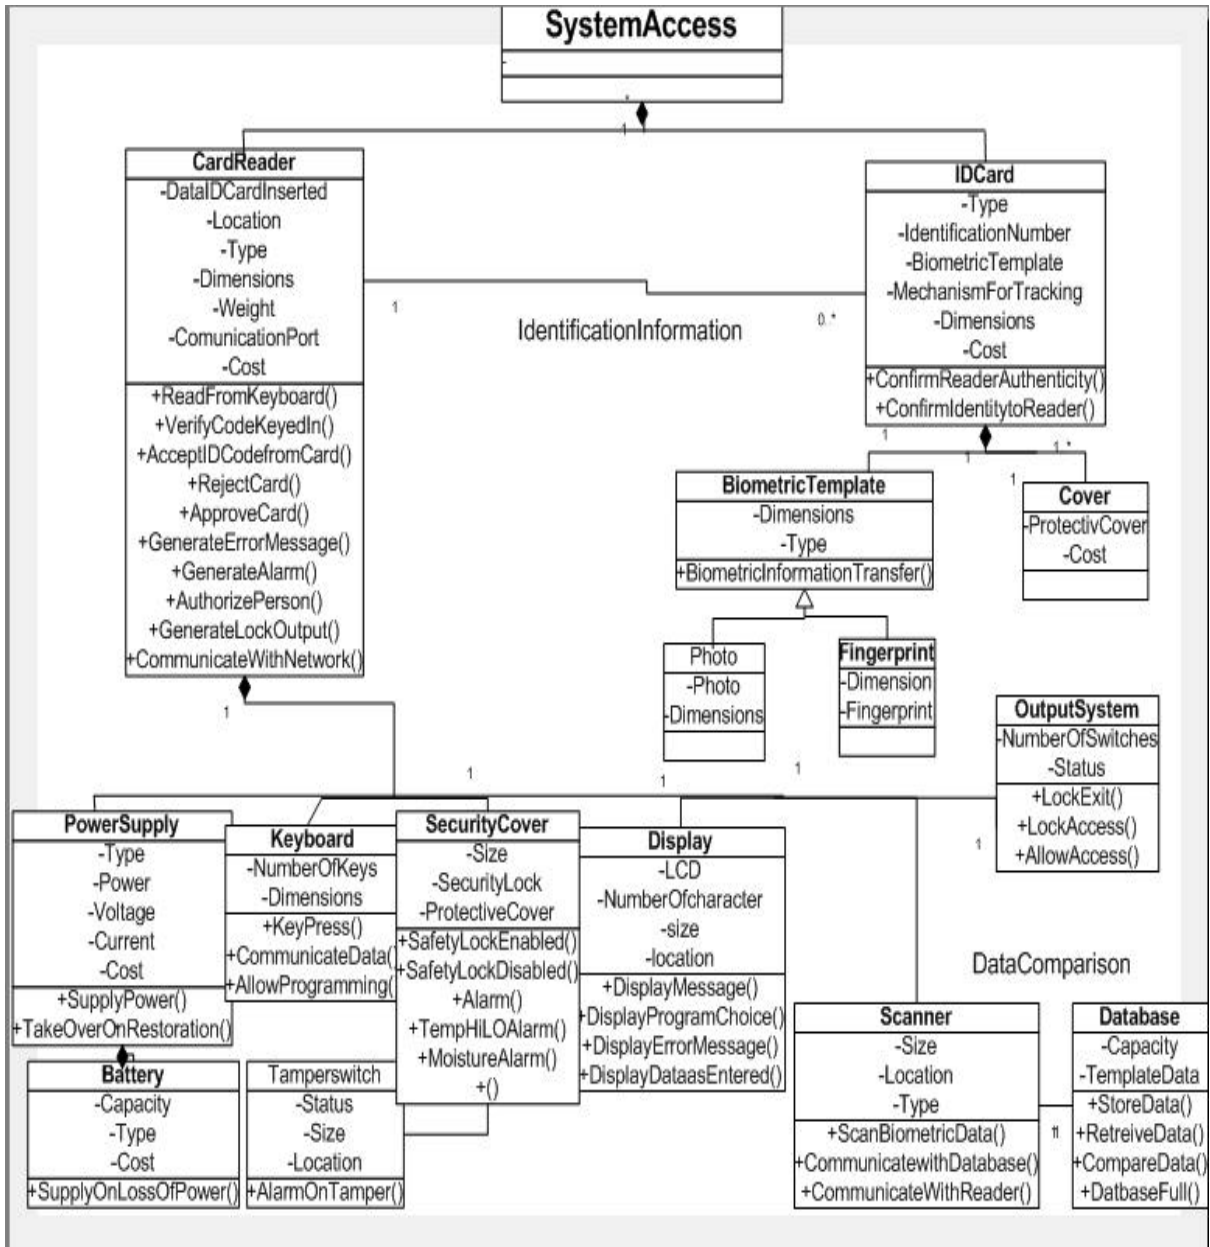 SystemAccess
-
*
1
CardReader
-DataIDCardInserted
-Location
-Type
-Dimensions
-Weight
-ComunicationPort
-Cost
+ReadFromKeyboard()
+VerifyCodeKeyedIn()
+AcceptIDCodefromCard()
+RejectCard()
+ApproveCard()
+GenerateErrorMessage()
+GenerateAlarm()
+AuthorizePerson()
+GenerateLockOutput()
+CommunicateWithNetwork()
1
IdentificationInformation
0..*
IDCard
-Type
-IdentificationNumber
-BiometricTemplate
-MechanismForTracking
-Dimensions
-Cost
+ConfirmReaderAuthenticity()
+ConfirmIdentitytoReader()
1
1
1..*
1
BiometricTemplate
-Dimensions
-Type
+BiometricInformationTransfer()
Cover
-ProtectivCover
-Cost
Photo
-Photo
-Dimensions
Fingerprint
-Dimension
-Fingerprint
OutputSystem
-NumberOfSwitches
-Status
+LockExit()
+LockAccess()
+AllowAccess()
1
1
1
1
1
PowerSupply
-Type
-Power
-Voltage
-Current
-Cost
+SupplyPower()
+TakeOverOnRestoration()
Keyboard
-NumberOfKeys
-Dimensions
+KeyPress()
+CommunicateData()
+AllowProgramming(
SecurityCover
-Size
-SecurityLock
-ProtectiveCover
+SafetyLockEnabled()
+SafetyLockDisabled()
+Alarm()
+TempHILOAlarm()
+MoistureAlarm()
+()
Display
-LCD
-NumberOfcharacter
-size
-location
+DisplayMessage()
+DisplayProgramChoice()
+DisplayErrorMessage()
+DisplayDataasEntered()
DataComparison
Battery
-Capacity
-Type
-Cost
+SupplyOnLossOfPower()
Tamperswitch
-Status
-Size
-Location
+AlarmOnTamper()
Scanner
-Size
-Location
-Type
+ScanBiometricData()
+CommunicatewithDatabase()
+CommunicateWithReader()
11
Database
-Capacity
-TemplateData
+StoreData()
+RetreiveData()
+CompareData()
+DatbaseFull()